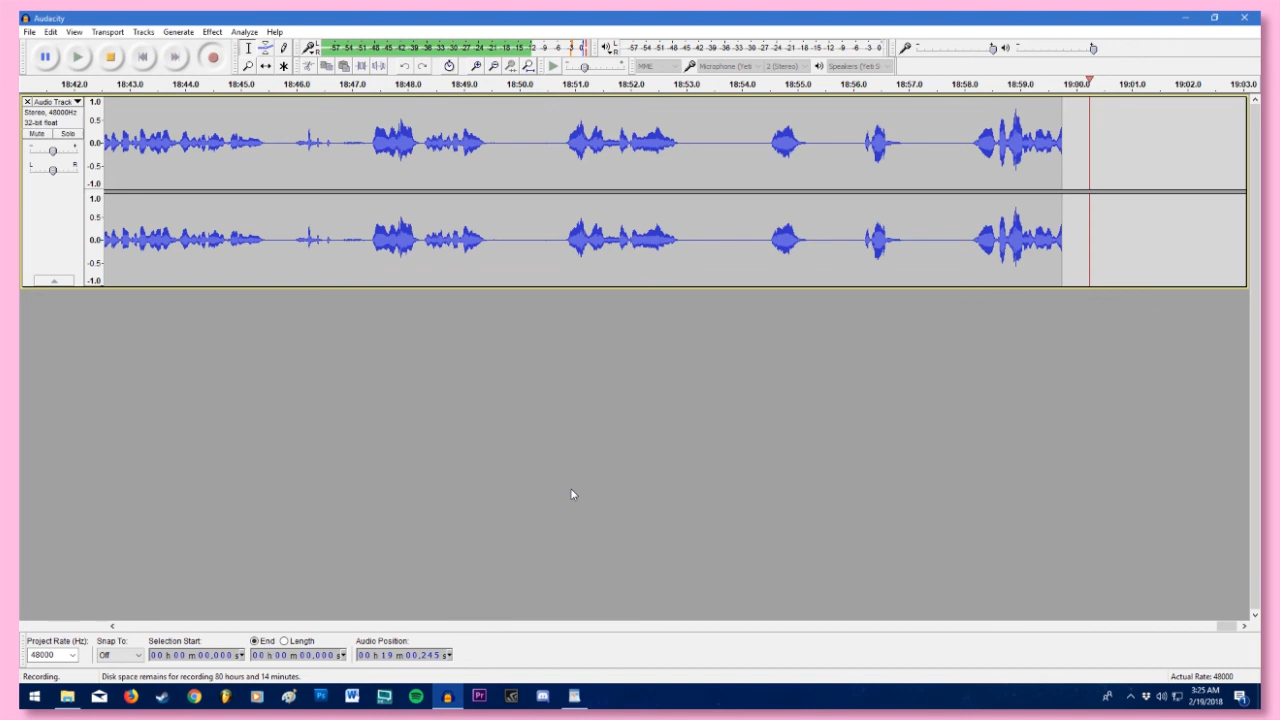 Audacity
File Edit View Transport Tracks Generate Effect Analyze Help
L R -57 -54 -51 -48 -45 -42 -39 -36 -33 -30 -27 -24 -21 -18 -15 -12 -9 -6 -3 0 L R -57 -54 -51 -48 -45 -42 -39 -36 -33 -30 -27 -24 -21 -18 -15 -12 -9 -6 -3 0 - + - +
- + MME Microphone (Yeti 2 (Stereo) Speakers (Yeti S
18:42.0 18:43.0 18:44.0 18:45.0 18:46.0 18:47.0 18:48.0 18:49.0 18:50.0 18:51.0 18:52.0 18:53.0 18:54.0 18:55.0 18:56.0 18:57.0 18:58.0 18:59.0 19:00.0 19:01.0 19:02.0 19:03.0
Audio Track 1.0
Stereo, 48000Hz 0.5
32-bit float
Mute Solo 0.0
- +
L R -0.5
-1.0
1.0
0.5
0.0
-0.5
-1.0
Project Rate (Hz): Snap To: Selection Start: End Length Audio Position:
48000 Off 00 h 00 m 00.000 s 00 h 00 m 00.000 s 00 h 19 m 00.245 s
Recording. Disk space remains for recording 80 hours and 14 minutes. Actual Rate: 48000
Ps W Pr 3:25 AM
2/19/2018